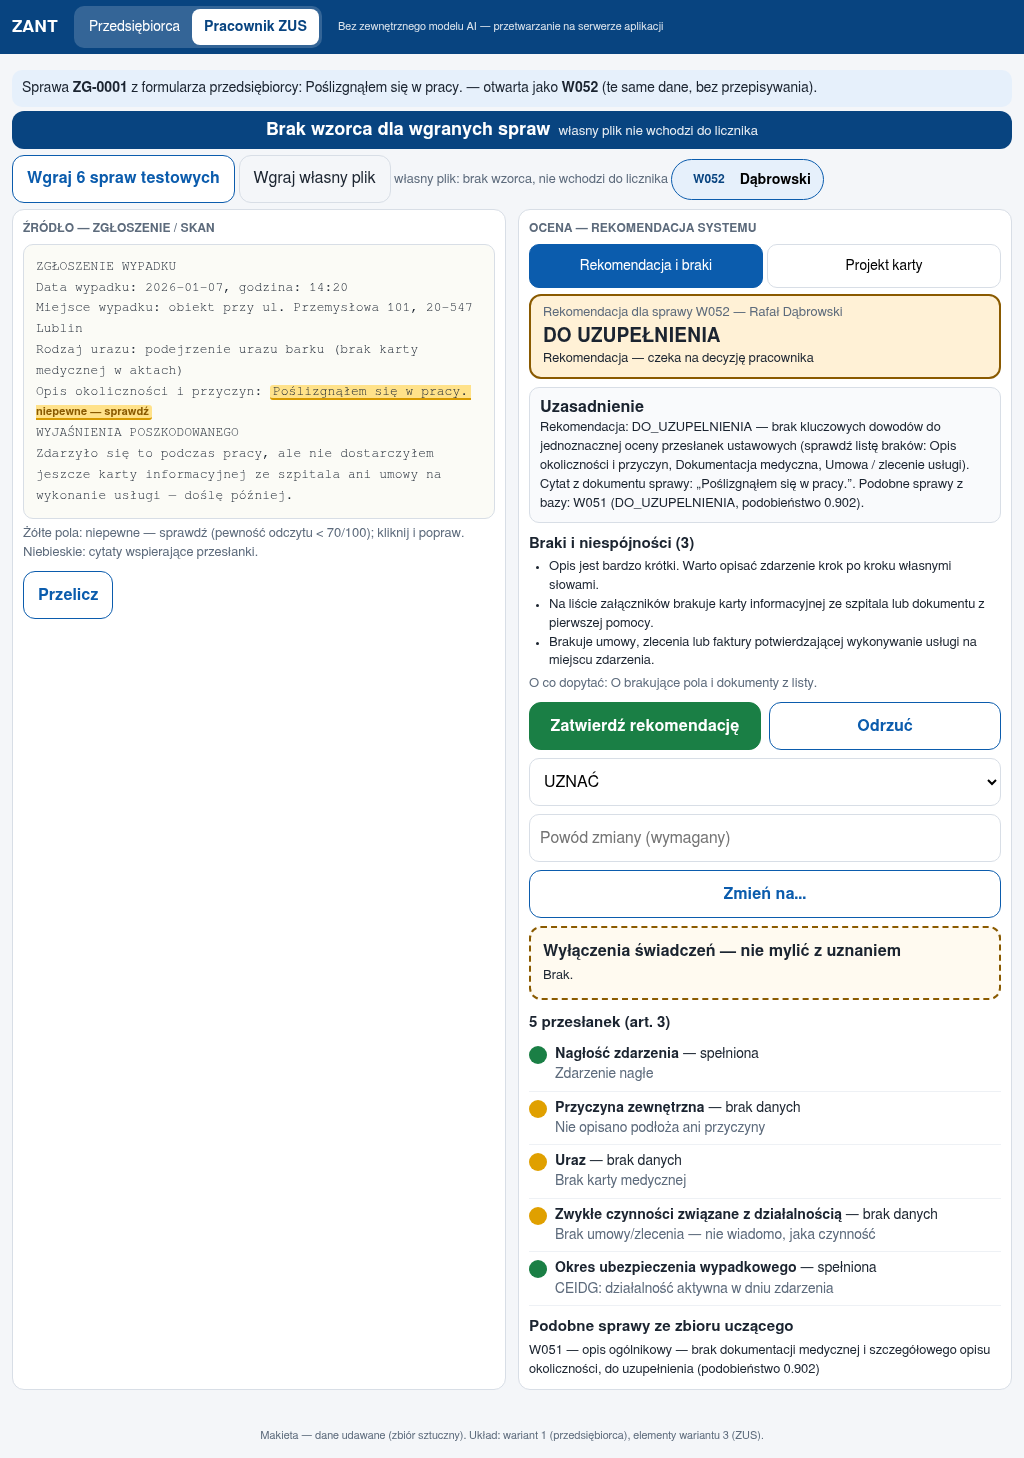 ZANT
Przedsiębiorca
Pracownik ZUS
Bez zewnętrznego modelu AI — przetwarzanie na serwerze aplikacji
Sprawa ZG-0001 z formularza przedsiębiorcy: Poślizgnąłem się w pracy. — otwarta jako W052 (te same dane, bez przepisywania).
Brak wzorca dla wgranych spraw własny plik nie wchodzi do licznika
Wgraj 6 spraw testowych
Wgraj własny plik
własny plik: brak wzorca, nie wchodzi do licznika
W052 Dąbrowski
ŹRÓDŁO — ZGŁOSZENIE / SKAN
ZGŁOSZENIE WYPADKU
Data wypadku: 2026-01-07, godzina: 14:20
Miejsce wypadku: obiekt przy ul. Przemysłowa 101, 20-547
Lublin
Rodzaj urazu: podejrzenie urazu barku (brak karty
medycznej w aktach)
Opis okoliczności i przyczyn: Poślizgnąłem się w pracy.
niepewne — sprawdź
WYJAŚNIENIA POSZKODOWANEGO
Zdarzyło się to podczas pracy, ale nie dostarczyłem
jeszcze karty informacyjnej ze szpitala ani umowy na
wykonanie usługi — doślę później.
Żółte pola: niepewne — sprawdź (pewność odczytu < 70/100); kliknij i popraw.
Niebieskie: cytaty wspierające przesłanki.
Przelicz
OCENA — REKOMENDACJA SYSTEMU
Rekomendacja i braki
Projekt karty
Rekomendacja dla sprawy W052 — Rafał Dąbrowski
DO UZUPEŁNIENIA
Rekomendacja — czeka na decyzję pracownika
Uzasadnienie
Rekomendacja: DO_UZUPELNIENIA — brak kluczowych dowodów do
jednoznacznej oceny przesłanek ustawowych (sprawdź listę braków: Opis
okoliczności i przyczyn, Dokumentacja medyczna, Umowa / zlecenie usługi).
Cytat z dokumentu sprawy: „Poślizgnąłem się w pracy.”. Podobne sprawy z
bazy: W051 (DO_UZUPELNIENIA, podobieństwo 0.902).
Braki i niespójności (3)
• Opis jest bardzo krótki. Warto opisać zdarzenie krok po kroku własnymi
słowami.
• Na liście załączników brakuje karty informacyjnej ze szpitala lub dokumentu z
pierwszej pomocy.
• Brakuje umowy, zlecenia lub faktury potwierdzającej wykonywanie usługi na
miejscu zdarzenia.
O co dopytać: O brakujące pola i dokumenty z listy.
Zatwierdź rekomendację
Odrzuć
UZNAĆ
Powód zmiany (wymagany)
Zmień na...
Wyłączenia świadczeń — nie mylić z uznaniem
Brak.
5 przesłanek (art. 3)
Nagłość zdarzenia — spełniona
Zdarzenie nagłe
Przyczyna zewnętrzna — brak danych
Nie opisano podłoża ani przyczyny
Uraz — brak danych
Brak karty medycznej
Zwykłe czynności związane z działalnością — brak danych
Brak umowy/zlecenia — nie wiadomo, jaka czynność
Okres ubezpieczenia wypadkowego — spełniona
CEIDG: działalność aktywna w dniu zdarzenia
Podobne sprawy ze zbioru uczącego
W051 — opis ogólnikowy — brak dokumentacji medycznej i szczegółowego opisu
okoliczności, do uzupełnienia (podobieństwo 0.902)
Makieta — dane udawane (zbiór sztuczny). Układ: wariant 1 (przedsiębiorca), elementy wariantu 3 (ZUS).